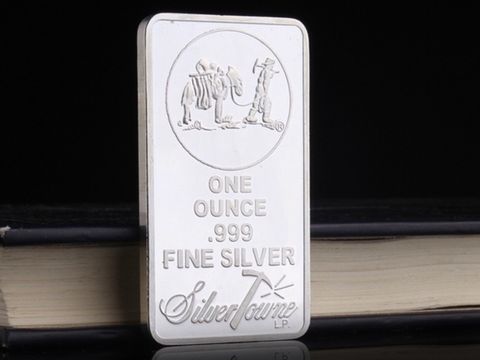 ®
ONE
OUNCE
.999
FINE SILVER
SilverTowne
L.P.